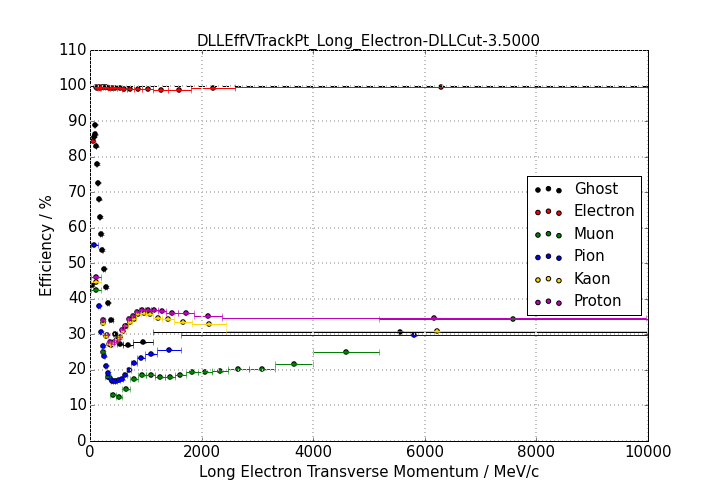 DLLEffVTrackPt_Long_Electron-DLLCut-3.5000
110
100
90
80
70
60
50
40
30
20
10
0
Efficiency / %
Ghost
Electron
Muon
Pion
Kaon
Proton
0 2000 4000 6000 8000 10000
Long Electron Transverse Momentum / MeV/c